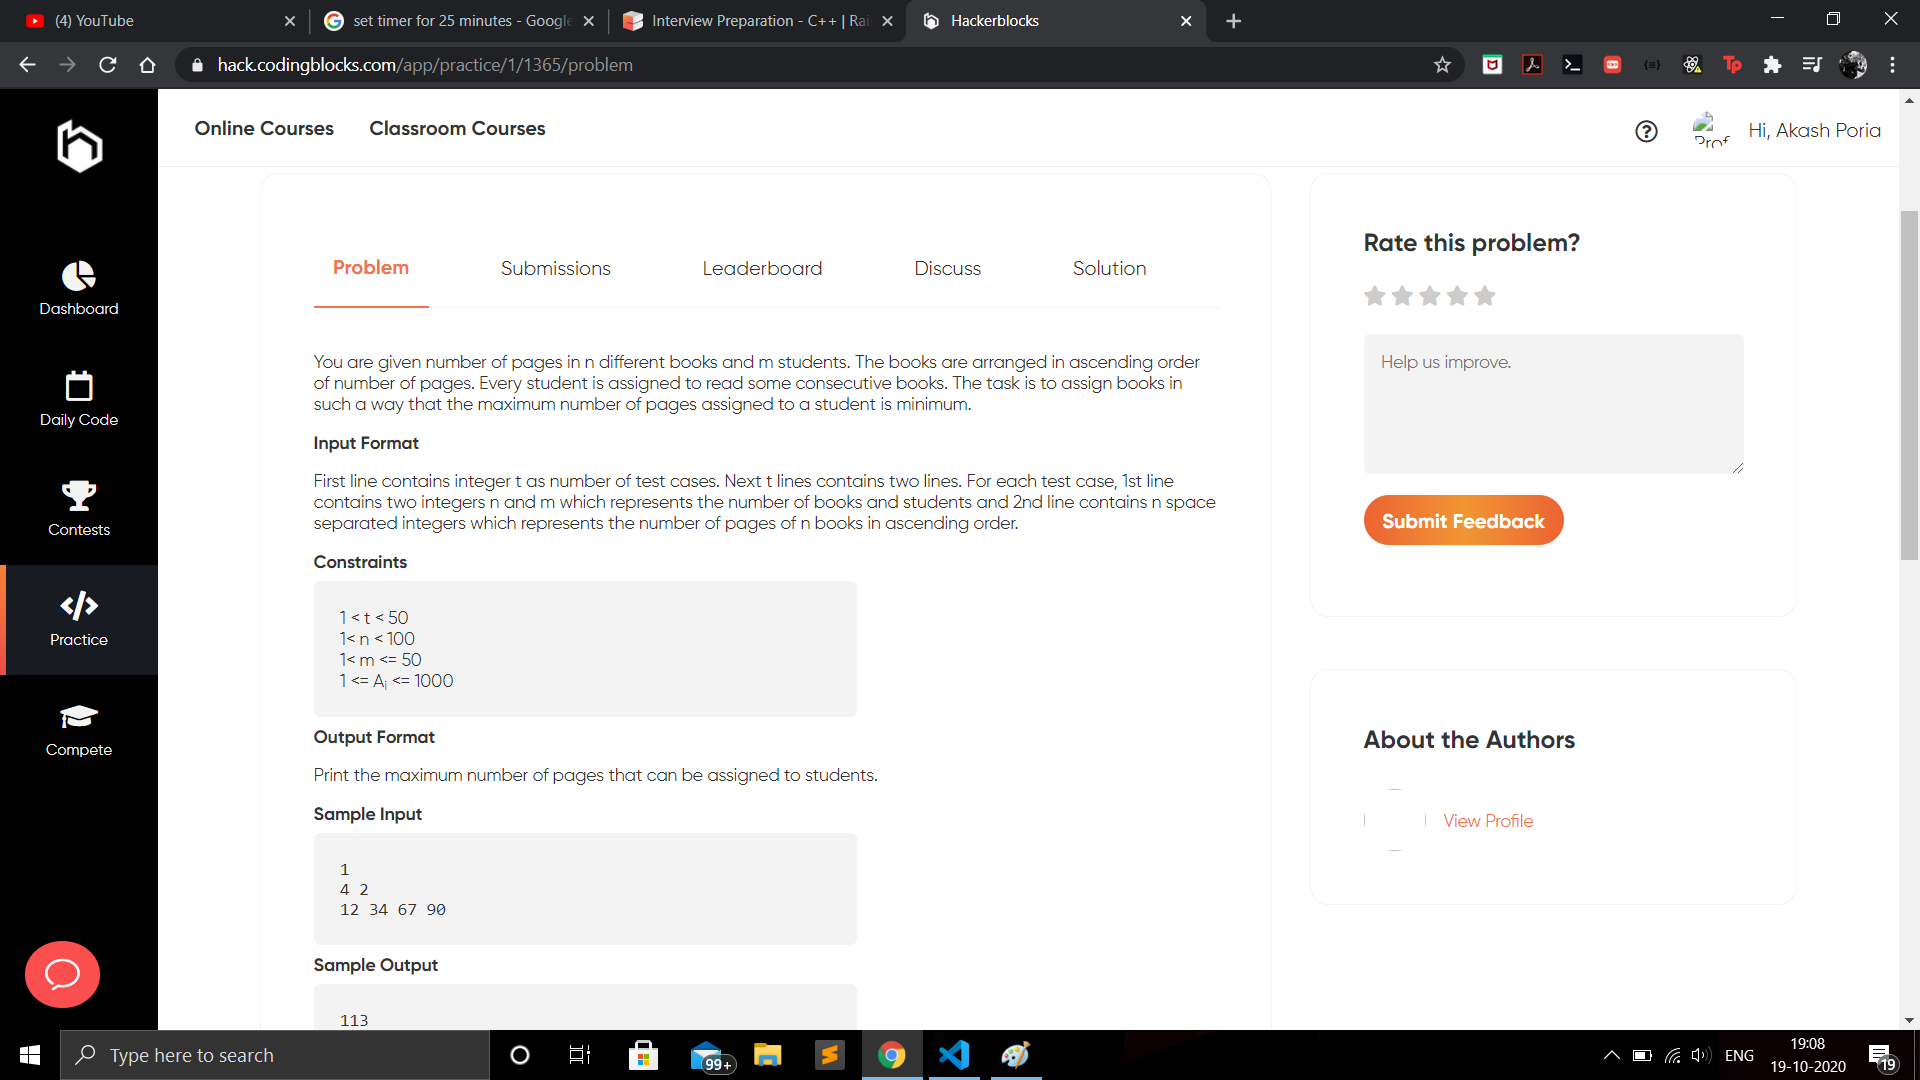 (4) YouTube
set timer for 25 minutes - Google
Interview Preparation - C++ | Rai
Hackerblocks
hack.codingblocks.com/app/practice/1/1365/problem
Online Courses
Classroom Courses
Prof
Hi, Akash Poria
Dashboard
Daily Code
Contests
Practice
Compete
Problem
Submissions
Leaderboard
Discuss
Solution
You are given number of pages in n different books and m students. The books are arranged in ascending order
of number of pages. Every student is assigned to read some consecutive books. The task is to assign books in
such a way that the maximum number of pages assigned to a student is minimum.
Input Format
First line contains integer t as number of test cases. Next t lines contains two lines. For each test case, 1st line
contains two integers n and m which represents the number of books and students and 2nd line contains n space
separated integers which represents the number of pages of n books in ascending order.
Constraints
1 < t < 50
1< n < 100
1< m <= 50
1 <= Ai <= 1000
Output Format
Print the maximum number of pages that can be assigned to students.
Sample Input
1
4 2
12 34 67 90
Sample Output
113
Rate this problem?
Help us improve.
Submit Feedback
About the Authors
View Profile
Type here to search
99+
ENG
19:08
19-10-2020
19